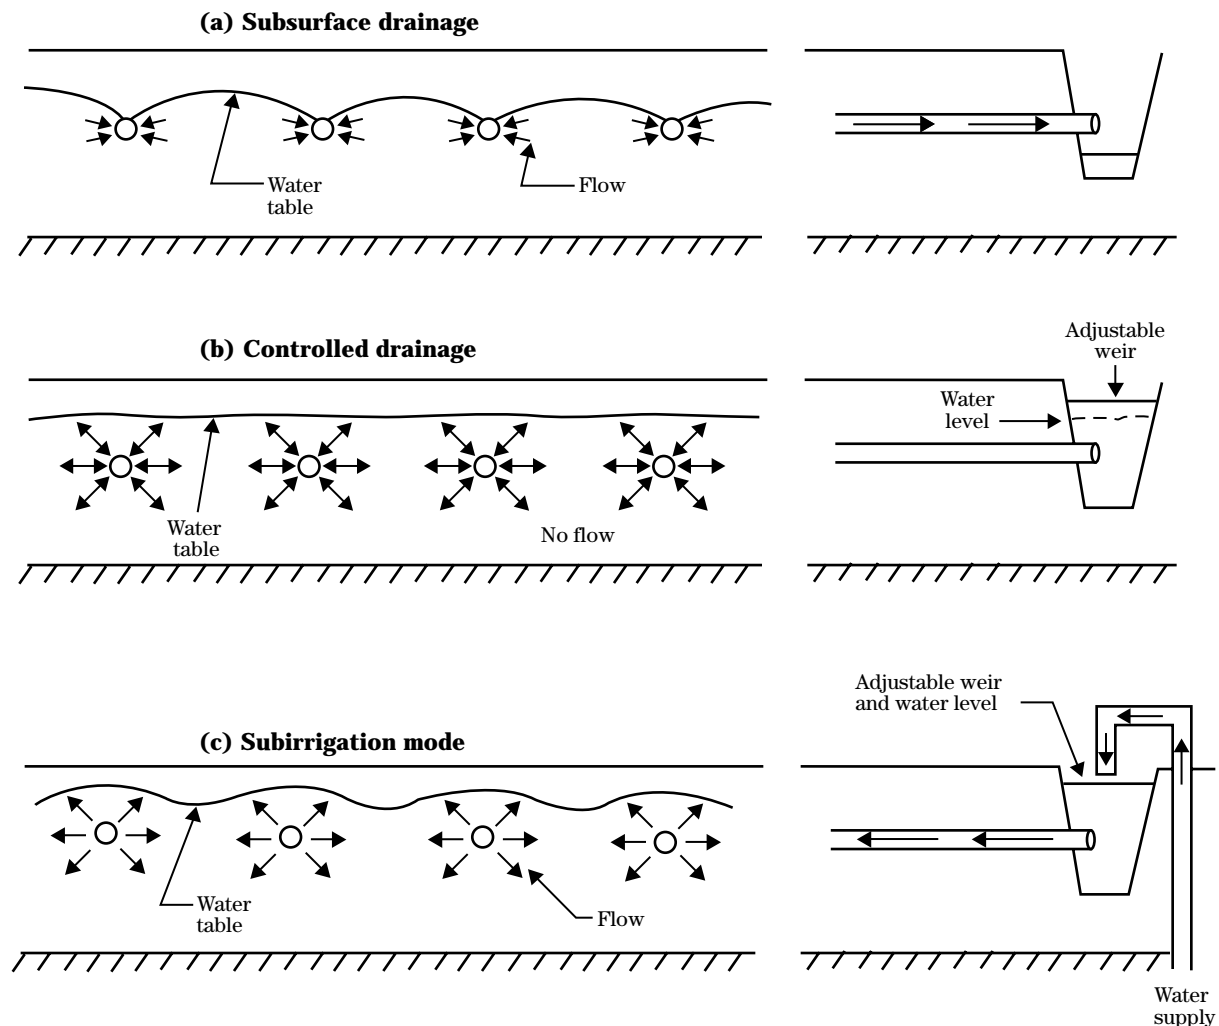 (a) Subsurface drainage
Water
table
Flow
(b) Controlled drainage
Adjustable
weir
Water
level
Water
table
No flow
Adjustable weir
and water level
(c) Subirrigation mode
Water
table
Flow
Water
supply